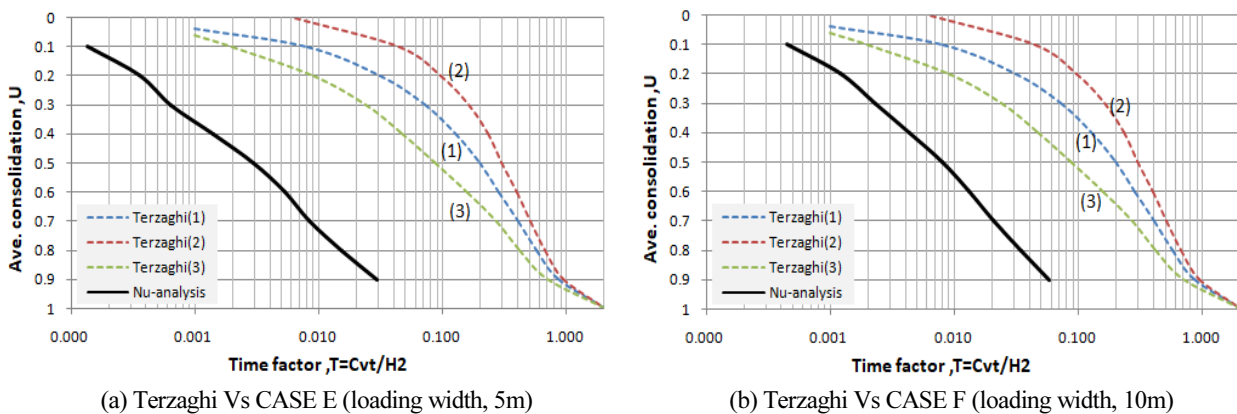 0
0.1
0.2
0.3
0.4
0.5
0.6
0.7
0.8
0.9
1
Ave. consolidation ,U
(2)
(1)
(3)
Terzaghi(1)
Terzaghi(2)
Terzaghi(3)
Nu-analysis
0.000 0.001 0.010 0.100 1.000
Time factor ,T=Cvt/H2
(a) Terzaghi Vs CASE E (loading width, 5m)
0
0.1
0.2
0.3
0.4
0.5
0.6
0.7
0.8
0.9
1
Ave. consolidation ,U
(2)
(1)
(3)
Terzaghi(1)
Terzaghi(2)
Terzaghi(3)
Nu-analysis
0.000 0.001 0.010 0.100 1.000
Time factor ,T=Cvt/H2
(b) Terzaghi Vs CASE F (loading width, 10m)